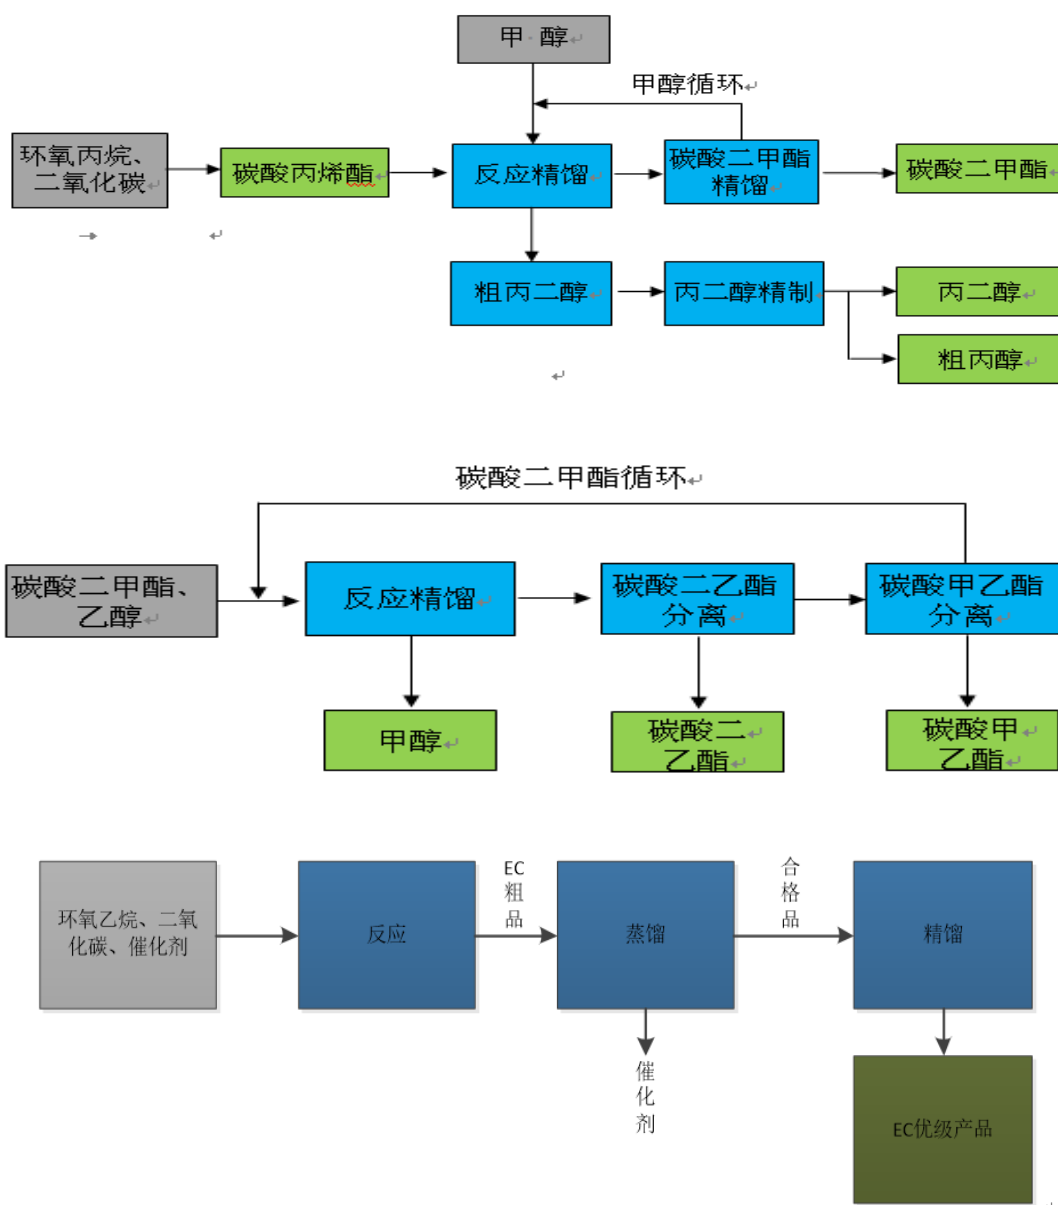 甲 醇
甲醇循环
环氧丙烷、
二氧化碳
碳酸丙烯酯
反应精馏
碳酸二甲酯
精馏
碳酸二甲酯
粗丙二醇
丙二醇精制
丙二醇
粗丙醇
碳酸二甲酯循环
碳酸二甲酯、
乙醇
反应精馏
碳酸二乙酯
分离
碳酸甲乙酯
分离
甲醇
碳酸二
乙酯
碳酸甲
乙酯
环氧乙烷、二氧
化碳、催化剂
反应
EC
粗
品
蒸馏
合
格
品
精馏
催
化
剂
EC优级产品